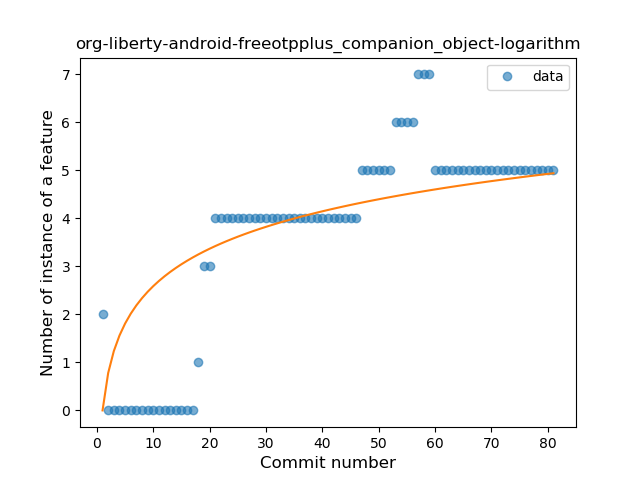 org-liberty-android-freeotpplus_companion_object-logarithm
data
Number of instance of a feature
7
6
5
4
3
2
1
0
0 10 20 30 40 50 60 70 80
Commit number